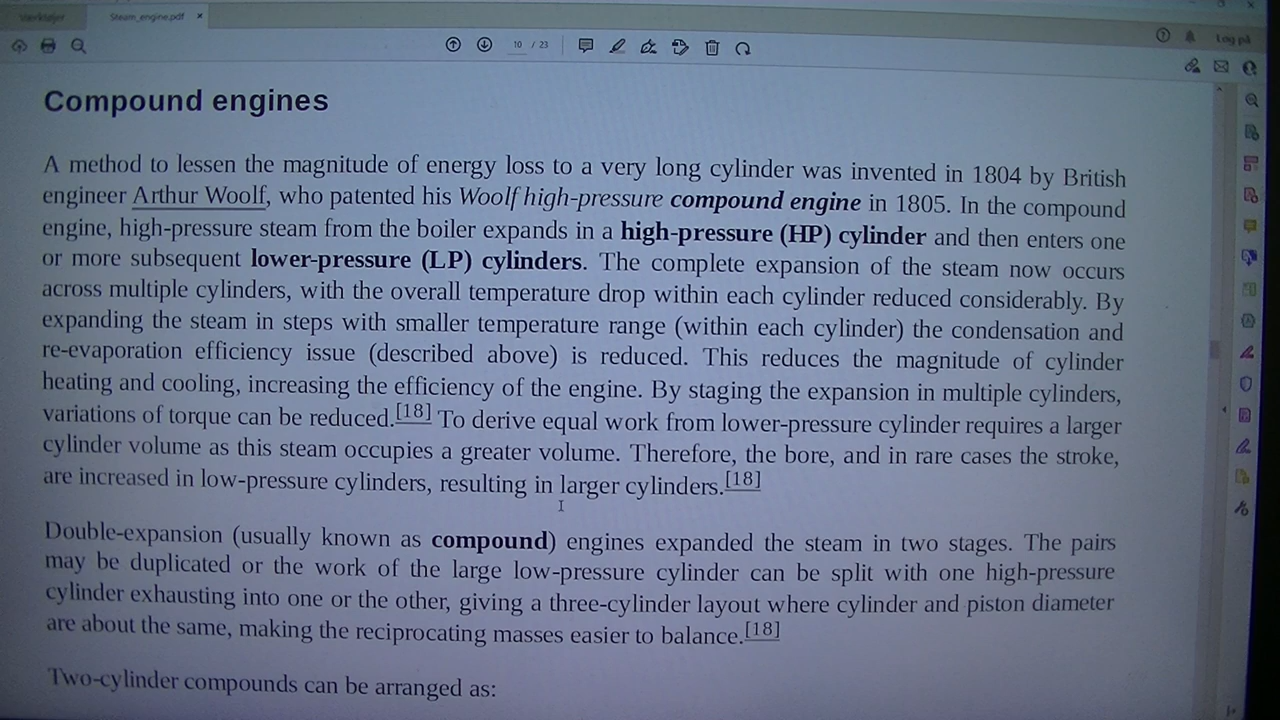 Værktøjer
Steam_engine.pdf ×
10 / 23
Log på
Compound engines
A method to lessen the magnitude of energy loss to a very long cylinder was invented in 1804 by British
engineer Arthur Woolf, who patented his Woolf high-pressure compound engine in 1805. In the compound
engine, high-pressure steam from the boiler expands in a high-pressure (HP) cylinder and then enters one
or more subsequent lower-pressure (LP) cylinders. The complete expansion of the steam now occurs
across multiple cylinders, with the overall temperature drop within each cylinder reduced considerably. By
expanding the steam in steps with smaller temperature range (within each cylinder) the condensation and
re-evaporation efficiency issue (described above) is reduced. This reduces the magnitude of cylinder
heating and cooling, increasing the efficiency of the engine. By staging the expansion in multiple cylinders,
variations of torque can be reduced.[18] To derive equal work from lower-pressure cylinder requires a larger
cylinder volume as this steam occupies a greater volume. Therefore, the bore, and in rare cases the stroke,
are increased in low-pressure cylinders, resulting in larger cylinders.[18]
Double-expansion (usually known as compound) engines expanded the steam in two stages. The pairs
may be duplicated or the work of the large low-pressure cylinder can be split with one high-pressure
cylinder exhausting into one or the other, giving a three-cylinder layout where cylinder and piston diameter
are about the same, making the reciprocating masses easier to balance.[18]
Two-cylinder compounds can be arranged as: